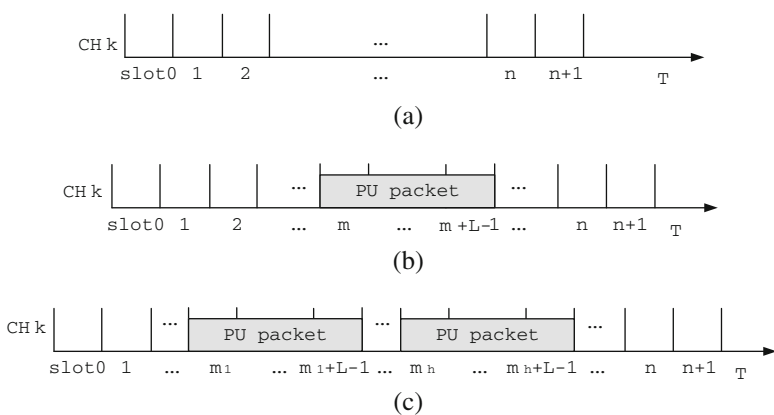 CH k ...
slot0 1 2 ... n n+1 T
(a)
CH k ... PU packet ...
slot0 1 2 ... m ... m+L-1 ... n n+1 T
(b)
CH k ... PU packet ... PU packet ...
slot0 1 ... m1 ... m1+L-1 ... mh ... mh+L-1 ... n n+1 T
(c)